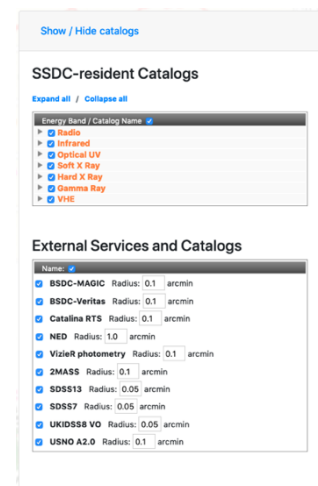 Show / Hide catalogs
SSDC-resident Catalogs
Expand all / Collapse all
Energy Band / Catalog Name
Radio
Infrared
Optical UV
Soft X Ray
Hard X Ray
Gamma Ray
VHE
External Services and Catalogs
Name:
BSDC-MAGIC Radius: 0.1 arcmin
BSDC-Veritas Radius: 0.1 arcmin
Catalina RTS Radius: 0.1 arcmin
NED Radius: 1.0 arcmin
VizieR photometry Radius: 0.1 arcmin
2MASS Radius: 0.1 arcmin
SDSS13 Radius: 0.05 arcmin
SDSS7 Radius: 0.05 arcmin
UKIDSS8 VO Radius: 0.05 arcmin
USNO A2.0 Radius: 0.1 arcmin